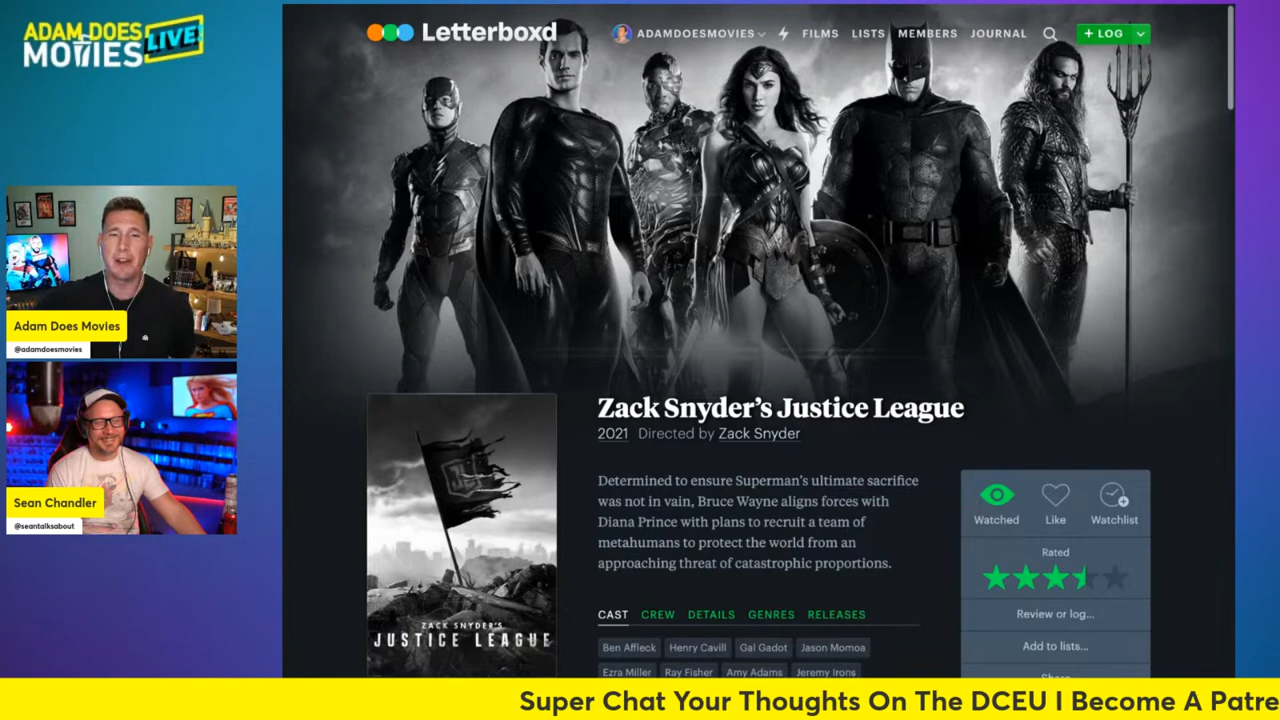 ADAM DOES
MOVIES
LIVE!
Letterboxd
ADAMDOESMOVIES
FILMS
LISTS
MEMBERS
JOURNAL
+ LOG
Adam Does Movies
@adamdoesmovies
Sean Chandler
@seantalksabout
Zack Snyder's Justice League
2021 Directed by Zack Snyder
Determined to ensure Superman's ultimate sacrifice
was not in vain, Bruce Wayne aligns forces with
Diana Prince with plans to recruit a team of
metahumans to protect the world from an
approaching threat of catastrophic proportions.
CAST CREW DETAILS GENRES RELEASES
Ben Affleck Henry Cavill Gal Gadot Jason Momoa
Ezra Miller Ray Fisher Amy Adams Jeremy Irons
ZACK SNYDER'S
JUSTICE LEAGUE
Watched Like Watchlist
Rated
Review or log...
Add to lists...
Super Chat Your Thoughts On The DCEU I Become A Patre